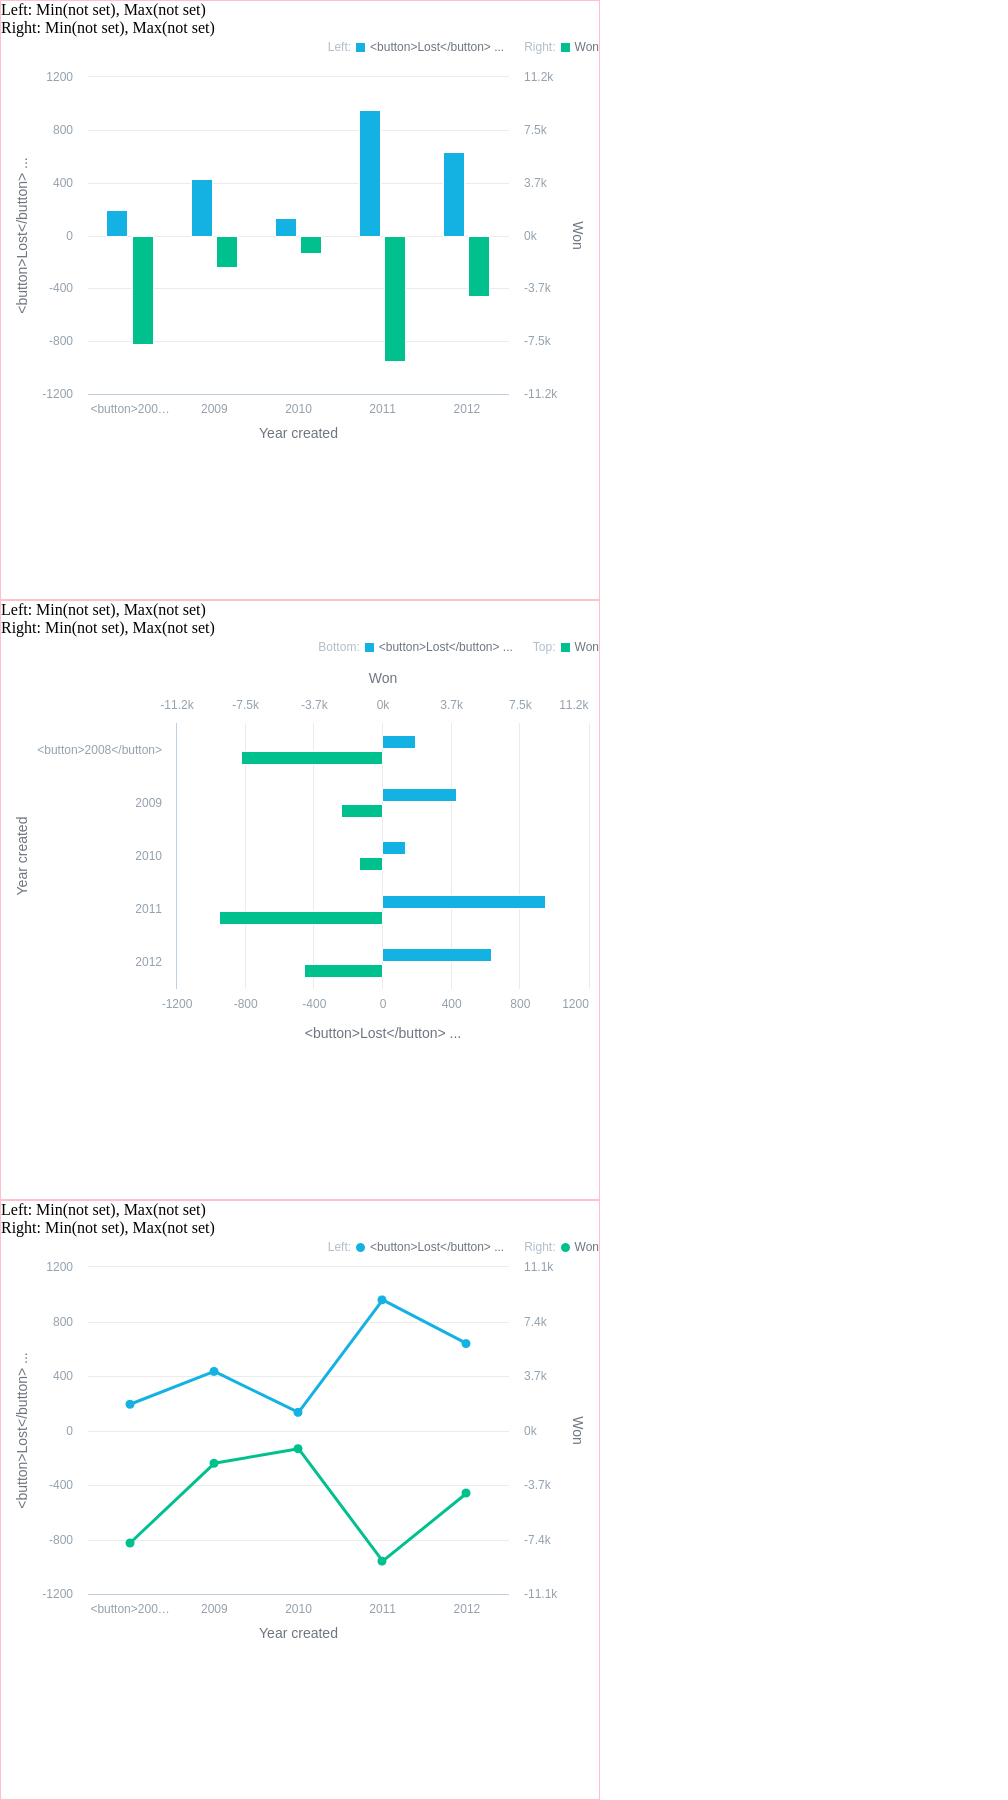 Left: Min(not set), Max(not set)
Right: Min(not set), Max(not set)
Left: <button>Lost</button> ... Right: Won
1200 11.2k
800 7.5k
400 3.7k
0 0k
-400 -3.7k
-800 -7.5k
-1200 -11.2k
<button>Lost</button> ...
Won
<button>200… 2009 2010 2011 2012
Year created
Left: Min(not set), Max(not set)
Right: Min(not set), Max(not set)
Bottom: <button>Lost</button> ... Top: Won
Won
-11.2k -7.5k -3.7k 0k 3.7k 7.5k 11.2k
<button>2008</button>
2009
2010
2011
2012
Year created
-1200 -800 -400 0 400 800 1200
<button>Lost</button> ...
Left: Min(not set), Max(not set)
Right: Min(not set), Max(not set)
Left: <button>Lost</button> ... Right: Won
1200 11.1k
800 7.4k
400 3.7k
0 0k
-400 -3.7k
-800 -7.4k
-1200 -11.1k
<button>Lost</button> ...
Won
<button>200… 2009 2010 2011 2012
Year created